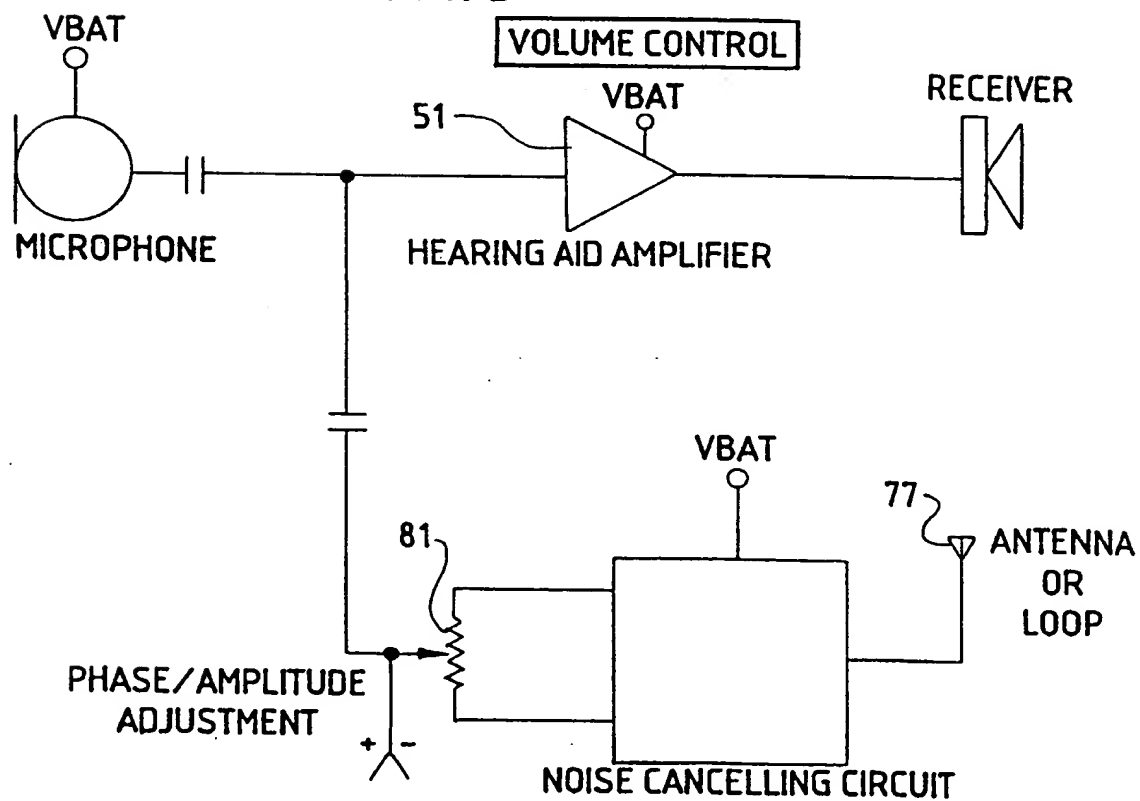 VBAT
VOLUME CONTROL
VBAT
RECEIVER
51
MICROPHONE
HEARING AID AMPLIFIER
VBAT
77
ANTENNA
OR
LOOP
81
PHASE/AMPLITUDE
ADJUSTMENT
+ -
NOISE CANCELLING CIRCUIT